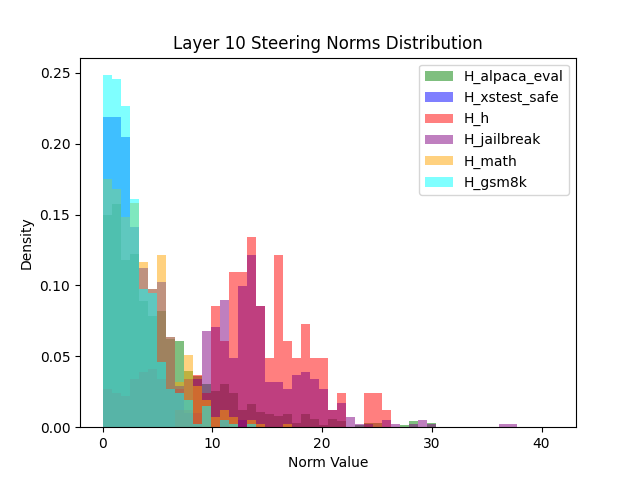 Layer 10 Steering Norms Distribution
H_alpaca_eval
H_xstest_safe
H_h
H_jailbreak
H_math
H_gsm8k
Density
0.25
0.20
0.15
0.10
0.05
0.00
0
10
20
30
40
Norm Value